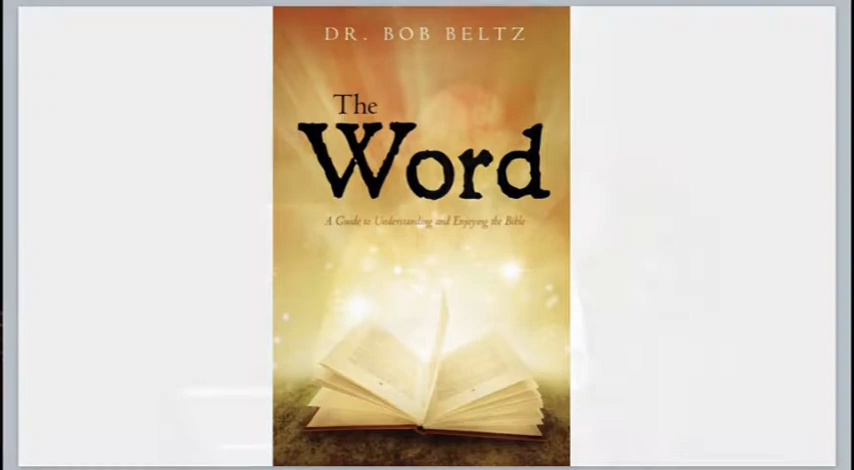 DR. BOB BELTZ
The
Word
A Guide to Understanding and Enjoying the Bible